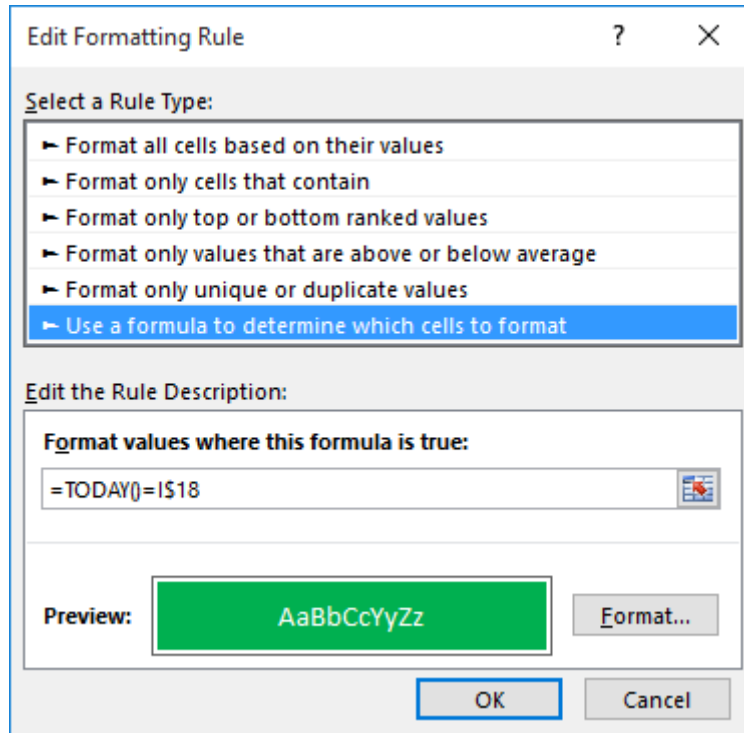 Edit Formatting Rule ? ×
Select a Rule Type:
► Format all cells based on their values
► Format only cells that contain
► Format only top or bottom ranked values
► Format only values that are above or below average
► Format only unique or duplicate values
► Use a formula to determine which cells to format
Edit the Rule Description:
Format values where this formula is true:
=TODAY()=I$18
Preview: AaBbCcYyZz Format...
OK Cancel